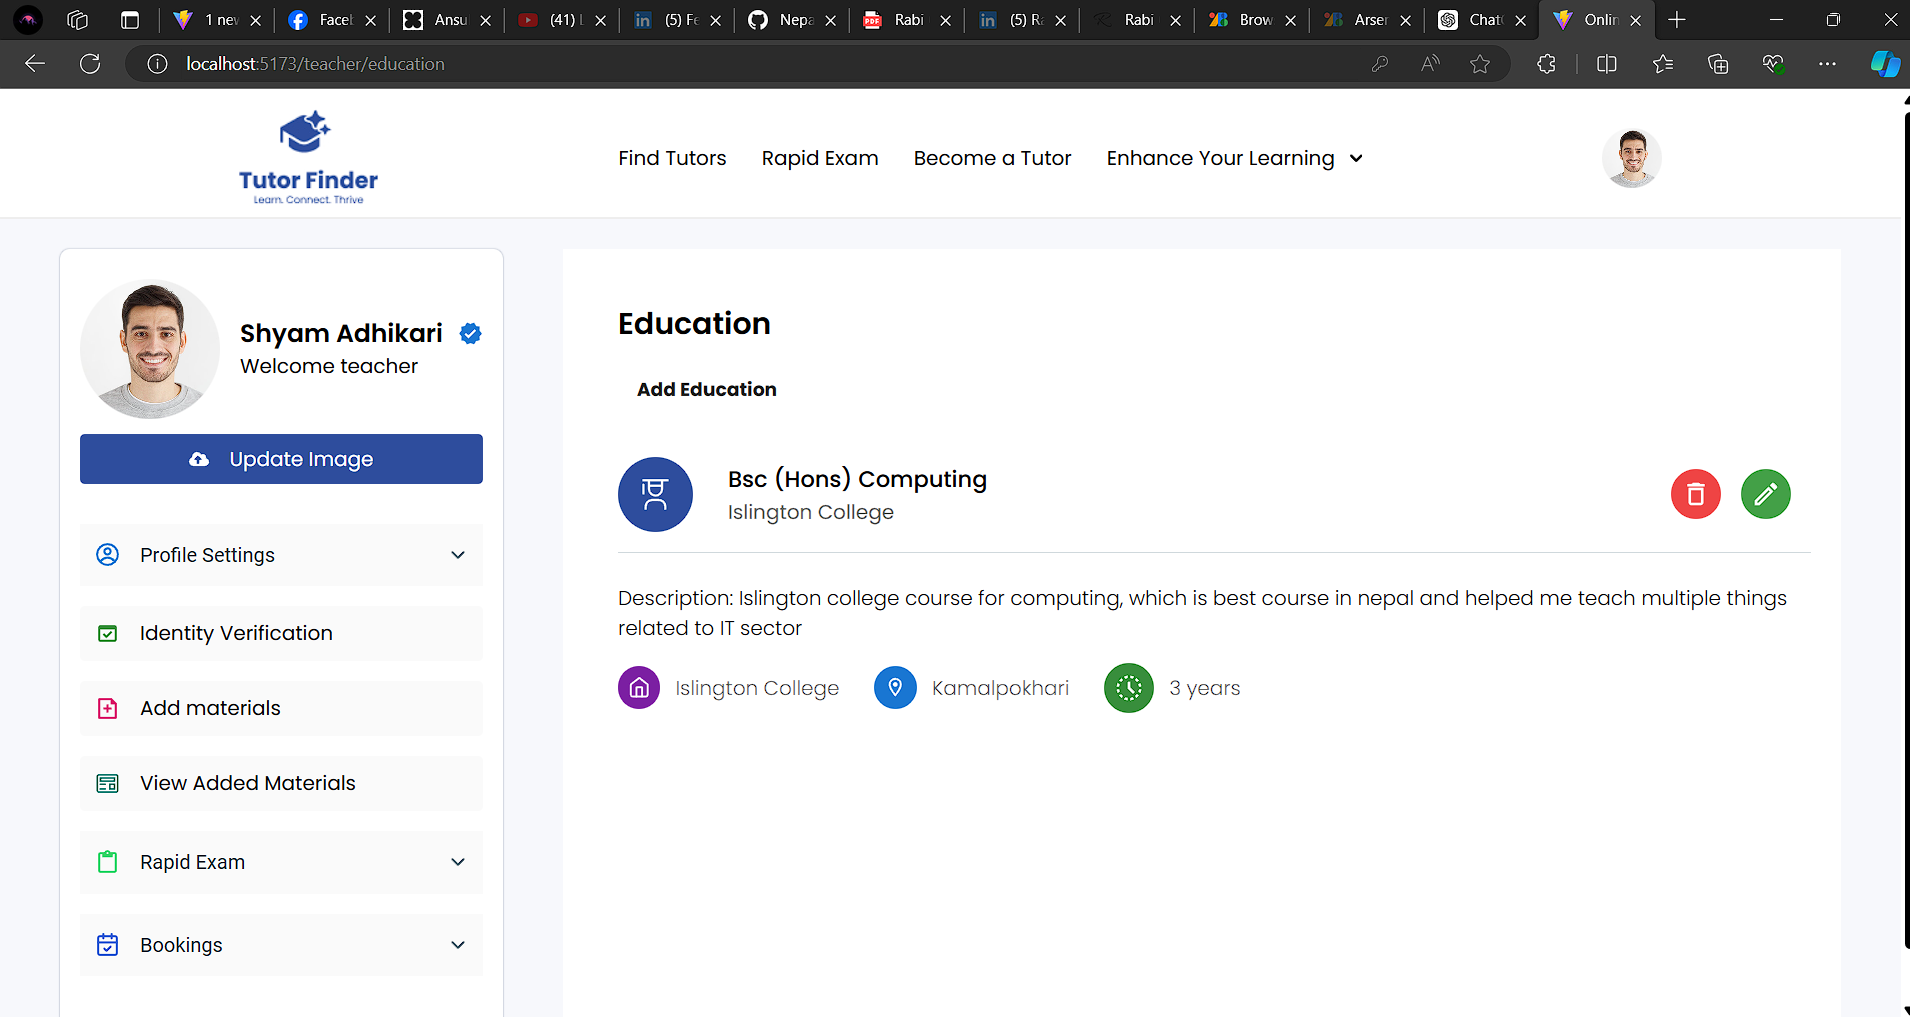 1 new
Faceb
Ansu
(41) L
(5) Fe
Nepa
PDF
Rabi
(5) Ra
Rabi
Brow
Arser
Chat
Onlin
localhost:5173/teacher/education
Tutor Finder
Learn. Connect. Thrive
Find Tutors
Rapid Exam
Become a Tutor
Enhance Your Learning
Shyam Adhikari
Welcome teacher
Update Image
Profile Settings
Identity Verification
Add materials
View Added Materials
Rapid Exam
Bookings
Education
Add Education
Bsc (Hons) Computing
Islington College
Description: Islington college course for computing, which is best course in nepal and helped me teach multiple things
related to IT sector
Islington College
Kamalpokhari
3 years